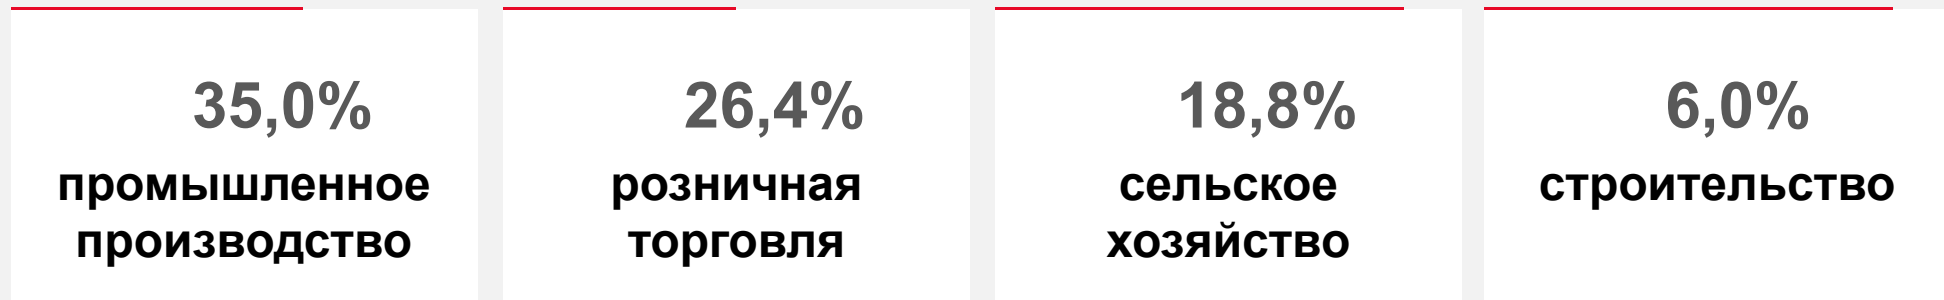 35,0%
промышленное
производство
26,4%
розничная
торговля
18,8%
сельское
хозяйство
6,0%
строительство